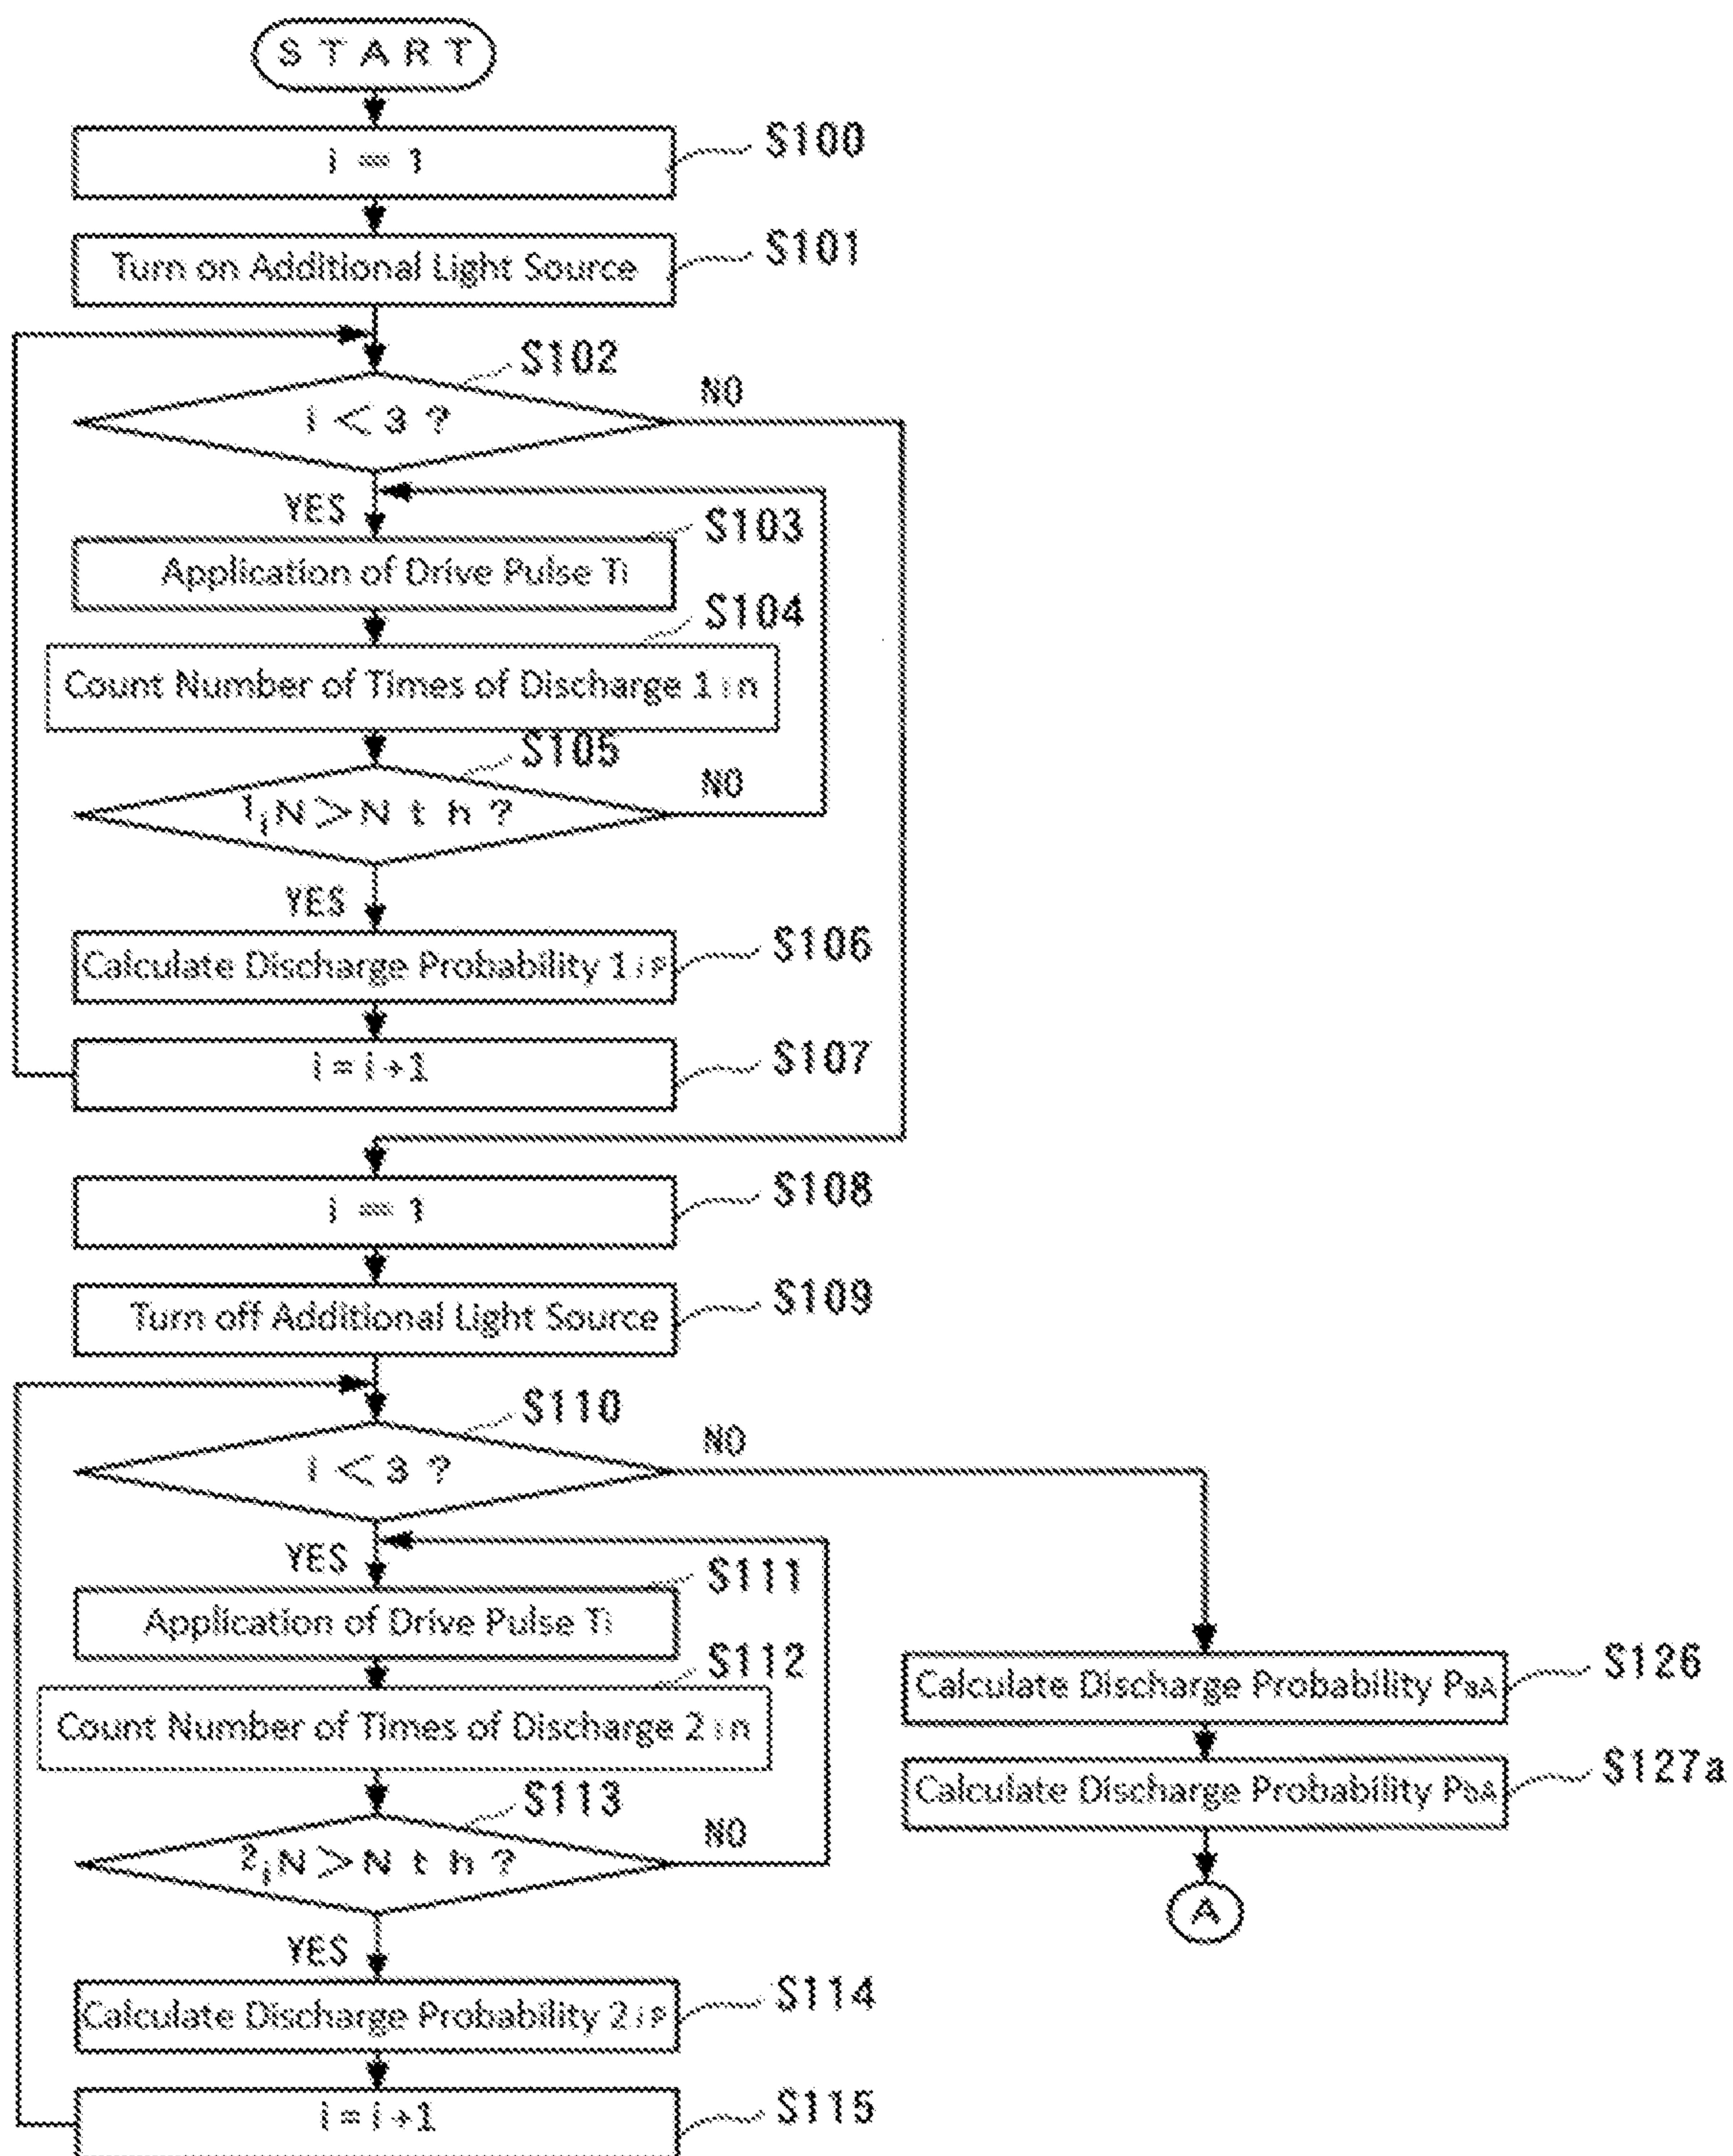 START
i = 1
S100
Turn on Additional Light Source
S101
S102
i < 3 ?
NO
YES
S103
Application of Drive Pulse Ti
S104
Count Number of Times of Discharge 1 i n
S105
1iN > Nth ?
NO
YES
Calculate Discharge Probability 1 i P
S106
i = i + 1
S107
i = 1
S108
Turn off Additional Light Source
S109
S110
i < 3 ?
NO
YES
S111
Application of Drive Pulse Ti
S112
Count Number of Times of Discharge 2 i n
S113
2iN > Nth ?
NO
YES
Calculate Discharge Probability 2 i P
S114
i = i + 1
S115
Calculate Discharge Probability PaA
S126
Calculate Discharge Probability PbA
S127a
A